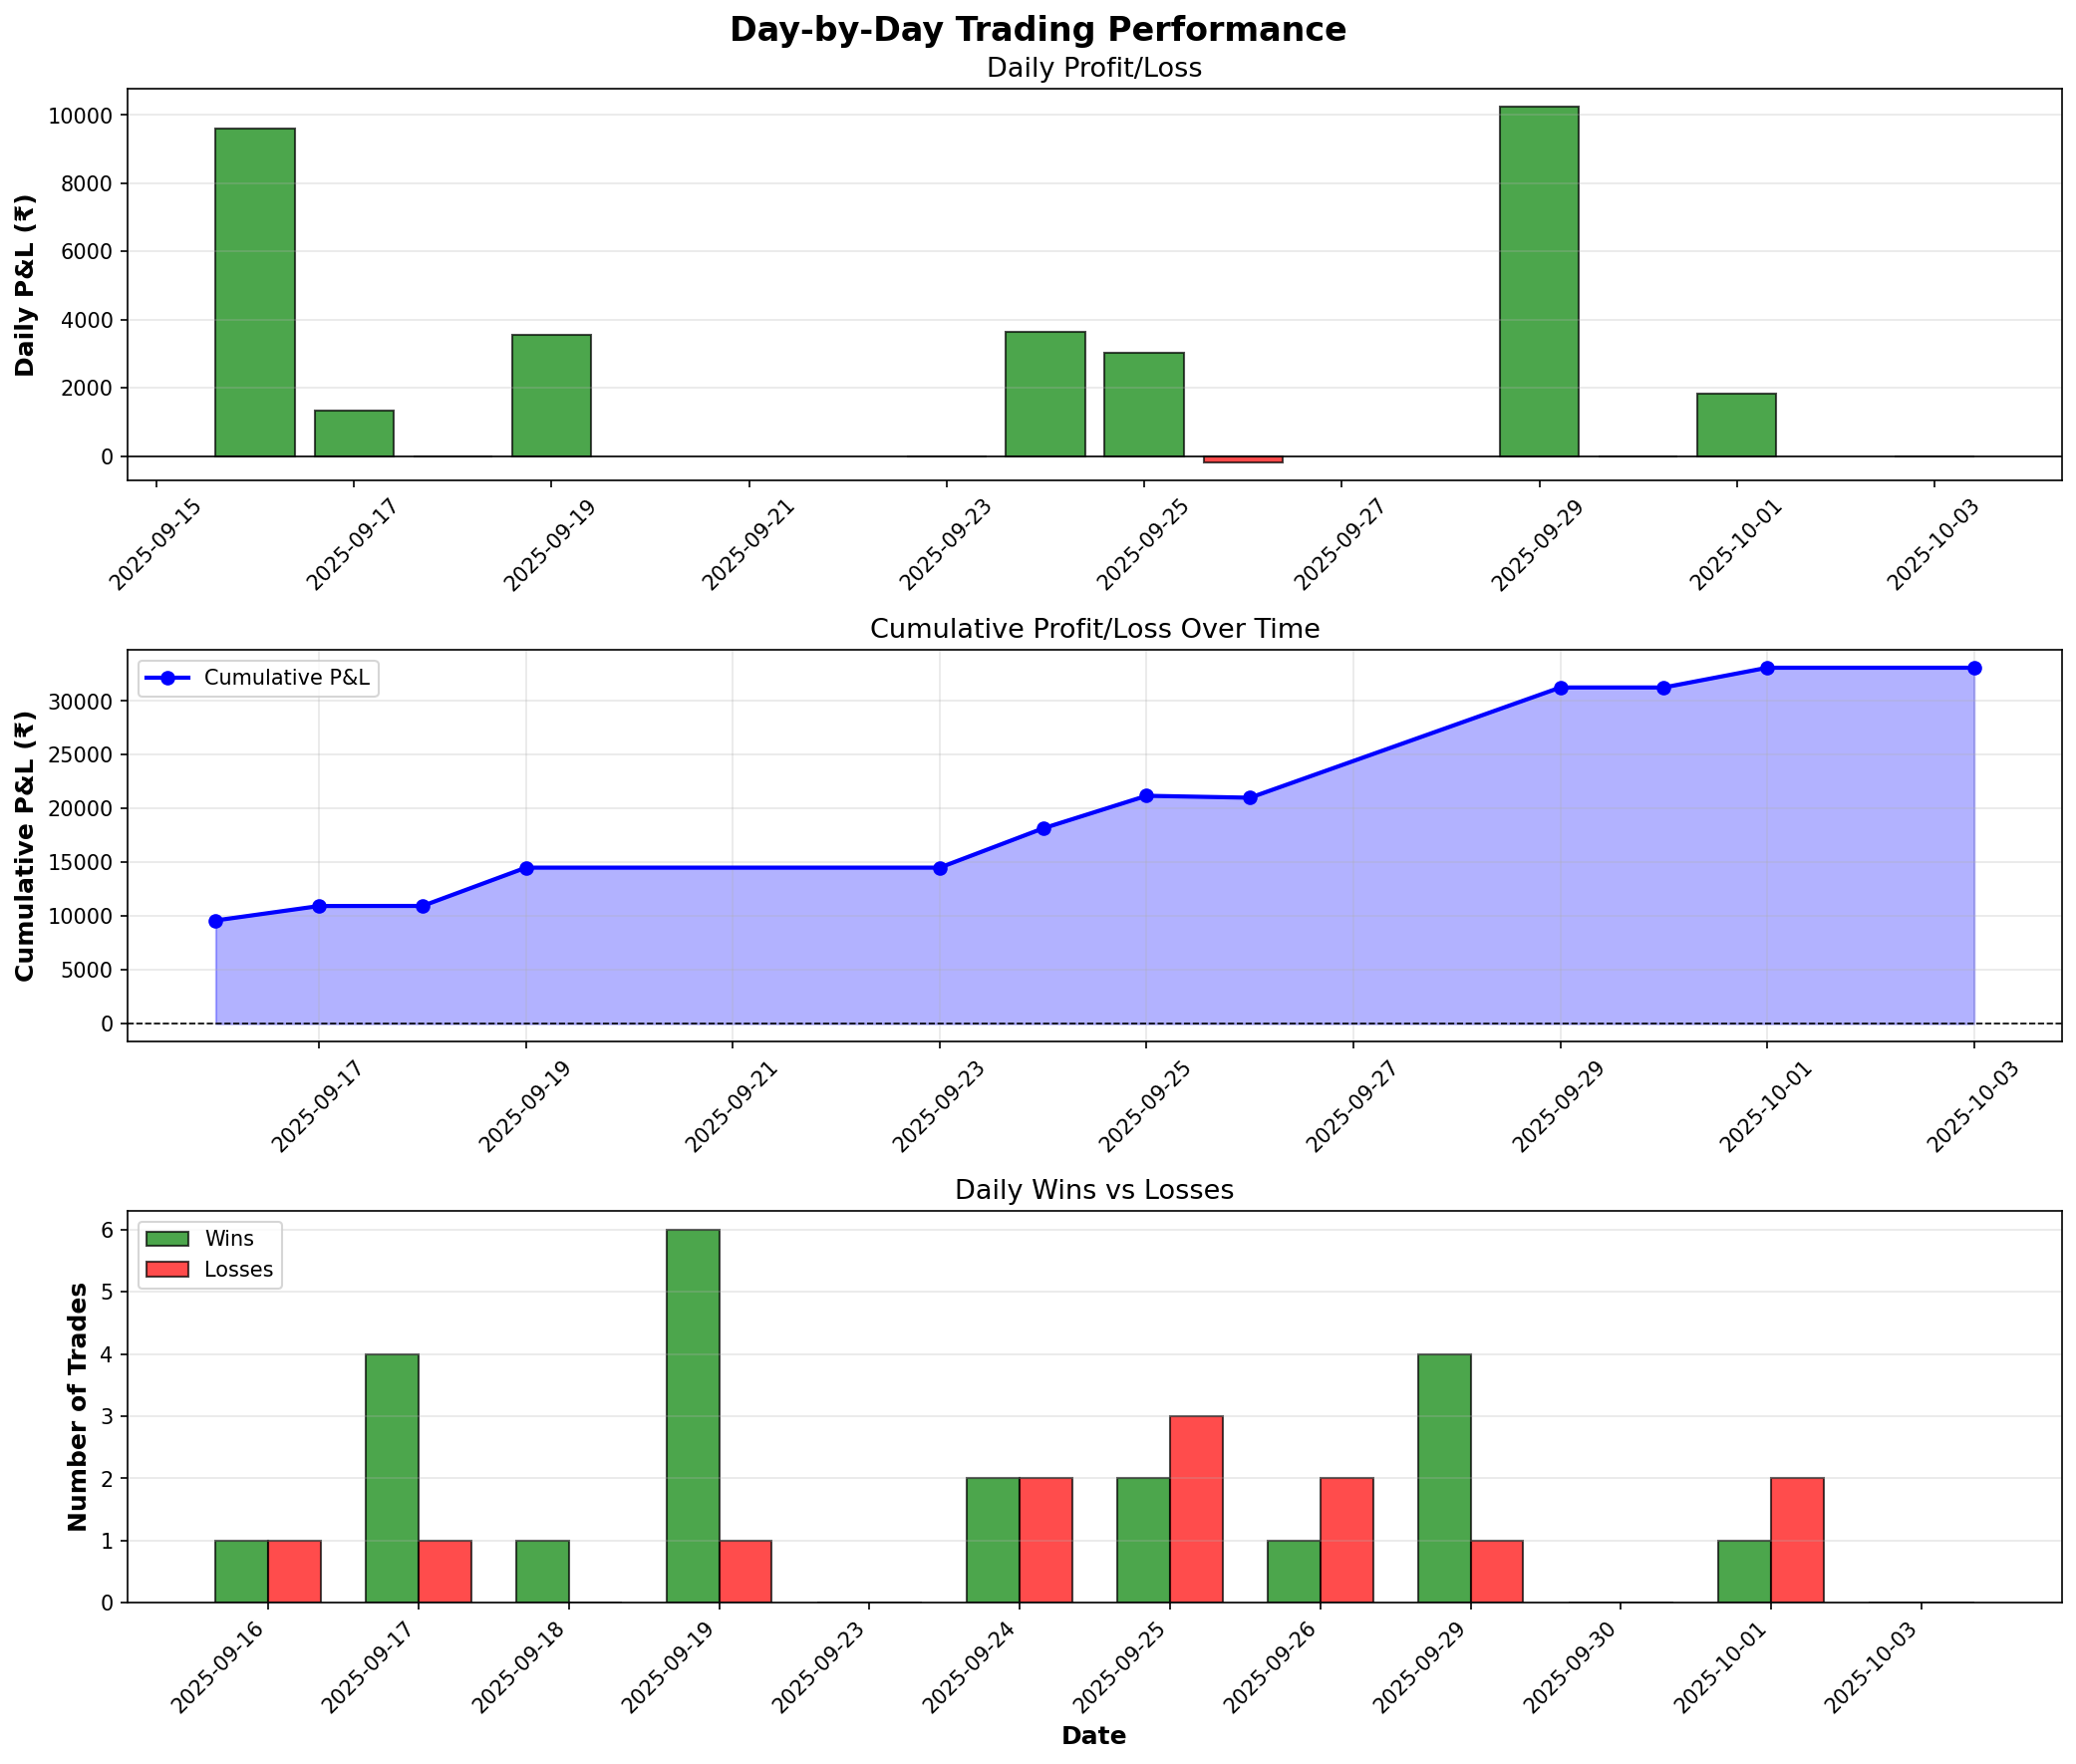 Day-by-Day Trading Performance
Daily Profit/Loss
Daily P&L (₹)
10000
8000
6000
4000
2000
0
2025-09-15 2025-09-17 2025-09-19 2025-09-21 2025-09-23 2025-09-25 2025-09-27 2025-09-29 2025-10-01 2025-10-03
Cumulative Profit/Loss Over Time
Cumulative P&L (₹)
Cumulative P&L
30000
25000
20000
15000
10000
5000
0
2025-09-17 2025-09-19 2025-09-21 2025-09-23 2025-09-25 2025-09-27 2025-09-29 2025-10-01 2025-10-03
Daily Wins vs Losses
Number of Trades
Wins
Losses
6
5
4
3
2
1
0
2025-09-16 2025-09-17 2025-09-18 2025-09-19 2025-09-23 2025-09-24 2025-09-25 2025-09-26 2025-09-29 2025-09-30 2025-10-01 2025-10-03
Date